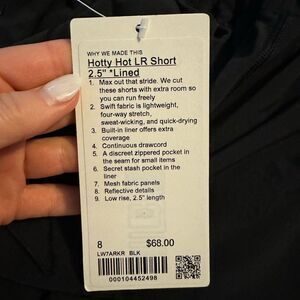 WHY WE MADE THIS
Hotty Hot LR Short
2.5" *Lined
1. Max out that stride. We cut
these shorts with extra room so
you can run freely
2. Swift fabric is lightweight,
four-way stretch,
sweat-wicking, and quick-drying
3. Built-in liner offers extra
coverage
4. Continuous drawcord
5. A discreet zippered pocket in
the seam for small items
6. Secret stash pocket in the
liner
7. Mesh fabric panels
8. Reflective details
9. Low rise, 2.5" length
8 $68.00
LW7ARKR BLK
000104452498